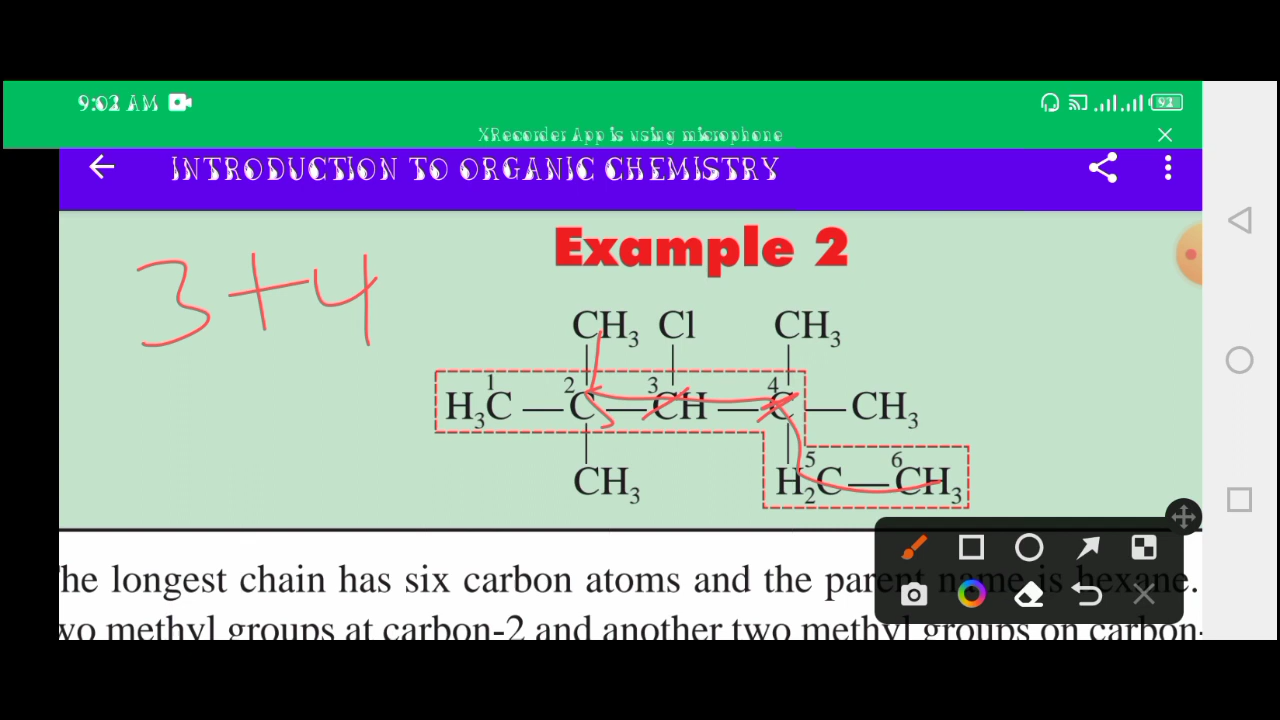 9:02 AM
92
XRecorder App is using microphone
INTRODUCTION TO ORGANIC CHEMISTRY
3+4
Example 2
CH₃ Cl CH₃
1 2 3 4
H₃C — C — CH — C — CH₃
5 6
CH₃ H₂C — CH₃
he longest chain has six carbon atoms and the parent name is hexane.
wo methyl groups at carbon-2 and another two methyl groups on carbon-